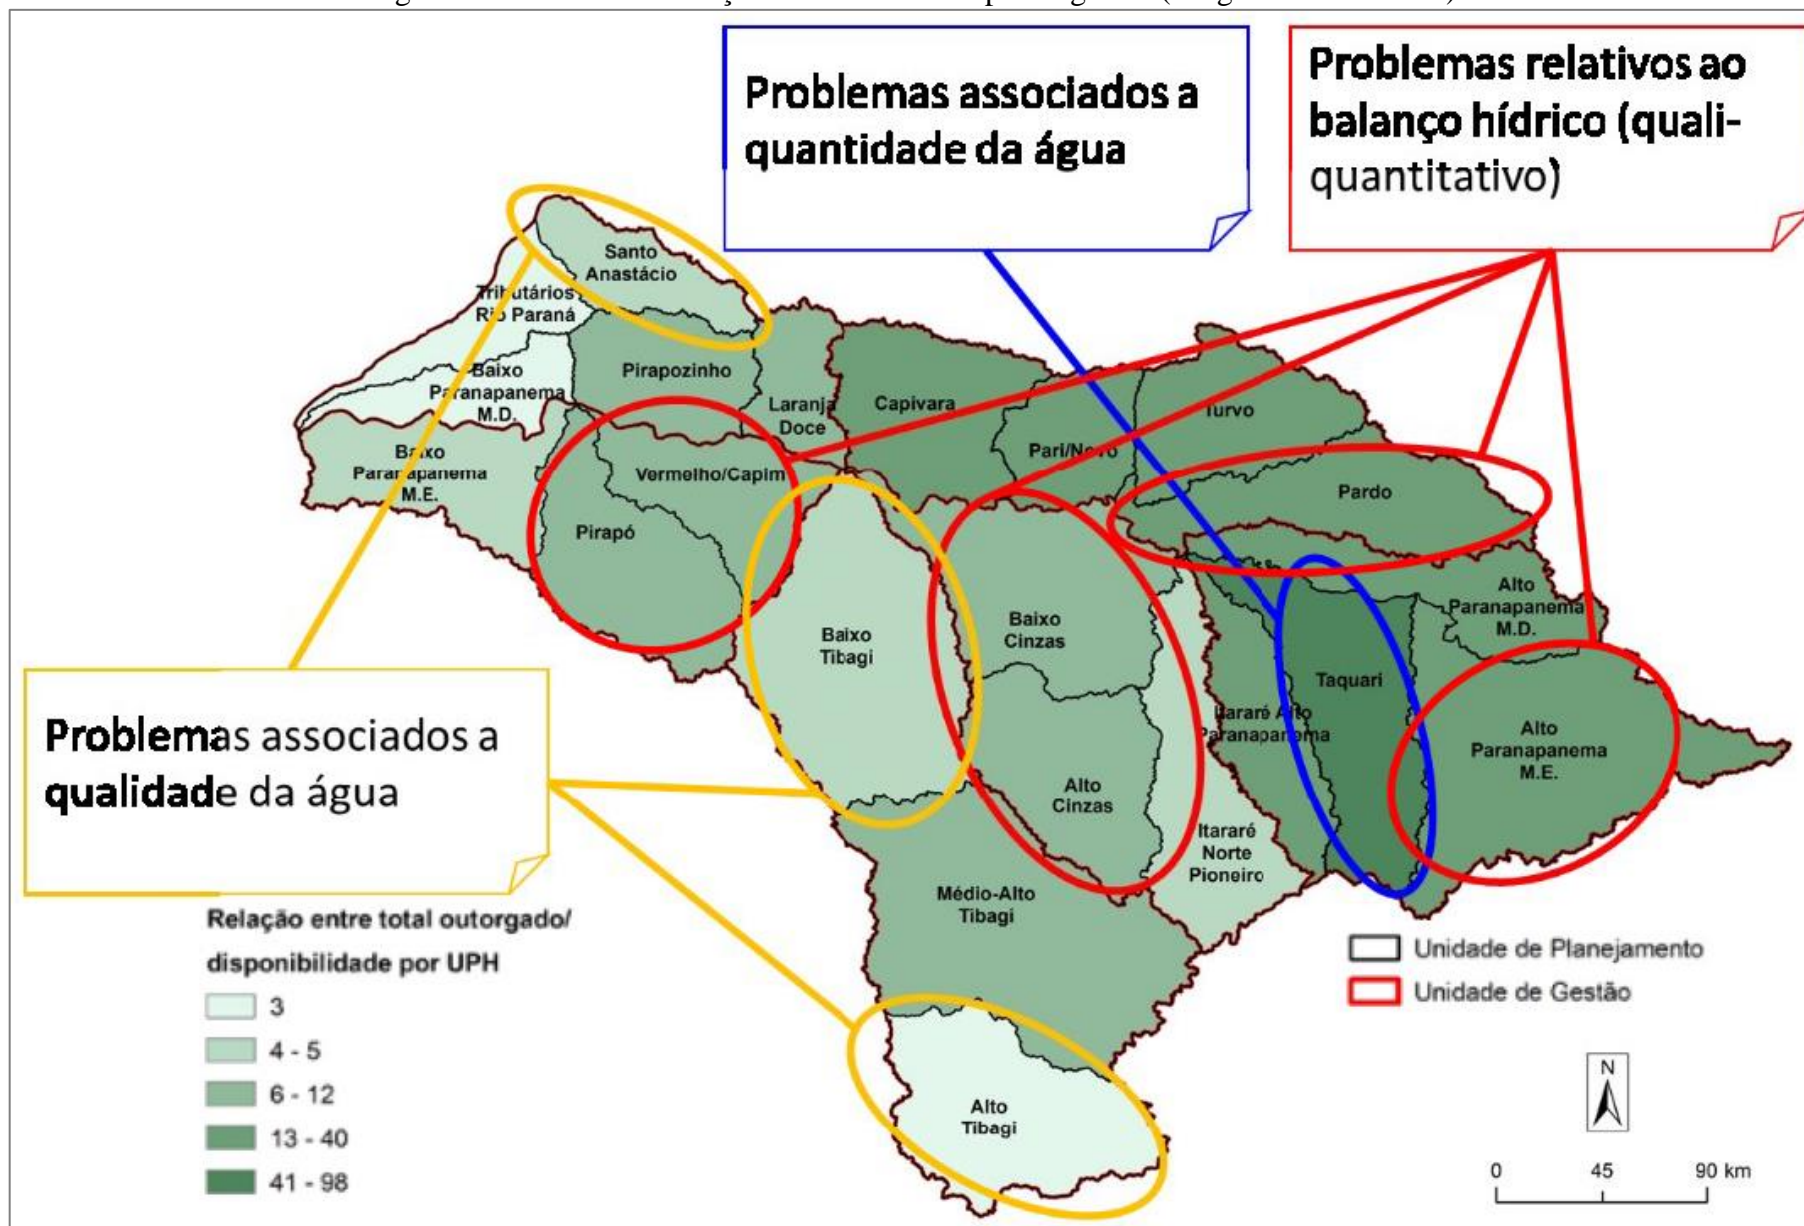 Problemas associados a
quantidade da água
Problemas relativos ao
balanço hídrico (quali-
quantitativo)
Santo
Anastácio
Tributários
Rio Paraná
Pirapozinho
Baixo
Paranapanema
M.D.
Laranja
Doce
Capivara
Turvo
Pari/Novo
Baixo
Paranapanema
M.E.
Vermelho/Capim
Pardo
Pirapó
Alto
Paranapanema
M.D.
Baixo
Tibagi
Baixo
Cinzas
Taquari
Itararé Alto
Paranapanema
Alto
Paranapanema
M.E.
Problemas associados a
qualidade da água
Alto
Cinzas
Itararé
Norte
Pioneiro
Médio-Alto
Tibagi
Alto
Tibagi
Relação entre total outorgado/
disponibilidade por UPH
3
4 - 5
6 - 12
13 - 40
41 - 98
Unidade de Planejamento
Unidade de Gestão
N
0 45 90 km